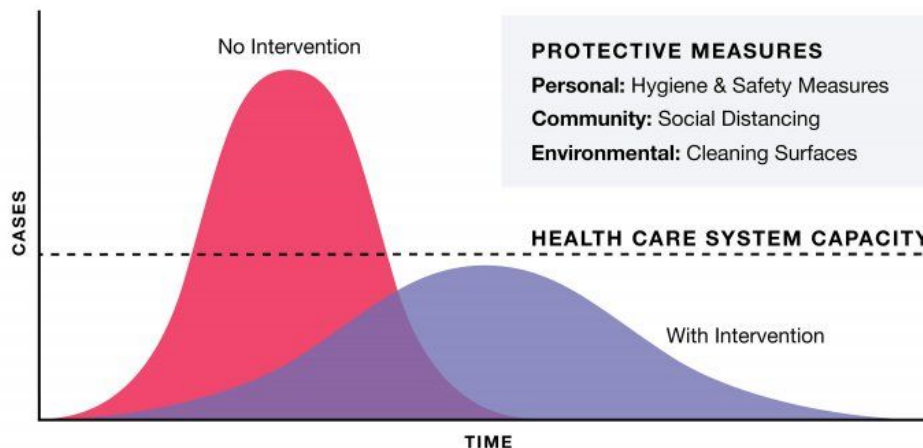 No Intervention
PROTECTIVE MEASURES
Personal: Hygiene & Safety Measures
Community: Social Distancing
Environmental: Cleaning Surfaces
CASES
HEALTH CARE SYSTEM CAPACITY
With Intervention
TIME